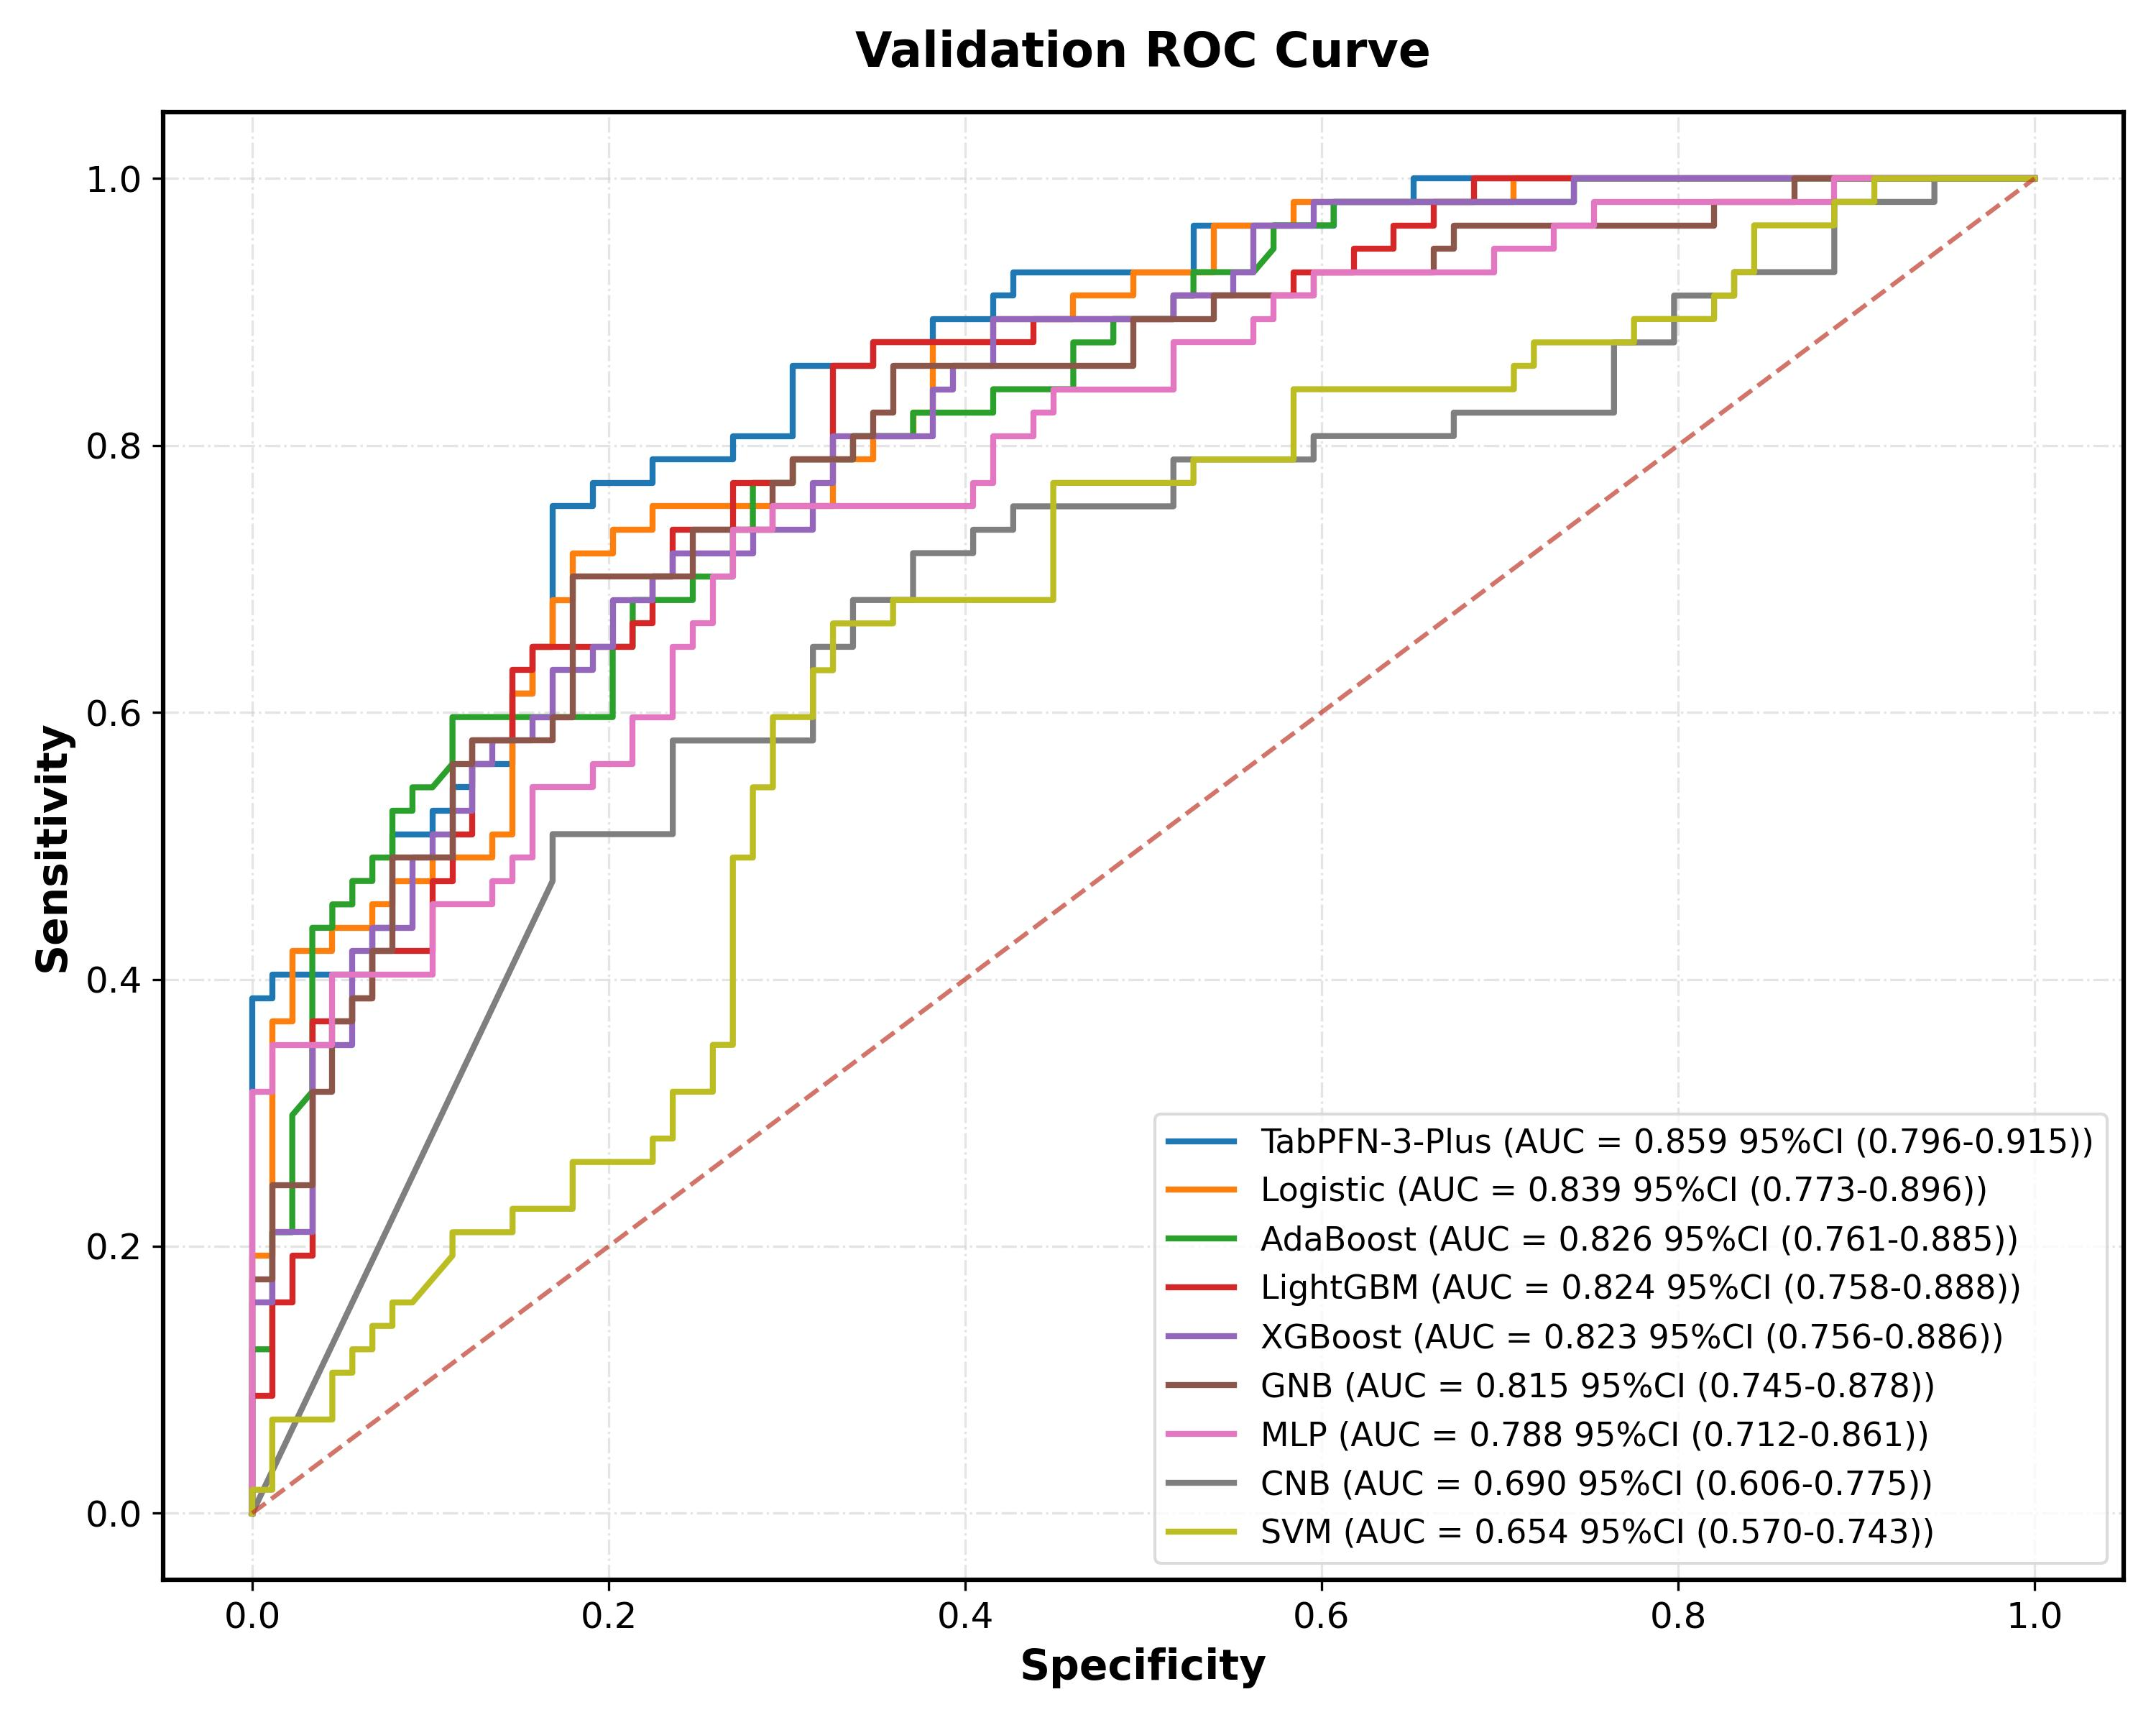 Validation ROC Curve
1.0
0.8
0.6
0.4
0.2
0.0
Sensitivity
TabPFN-3-Plus (AUC = 0.859 95%CI (0.796-0.915))
Logistic (AUC = 0.839 95%CI (0.773-0.896))
AdaBoost (AUC = 0.826 95%CI (0.761-0.885))
LightGBM (AUC = 0.824 95%CI (0.758-0.888))
XGBoost (AUC = 0.823 95%CI (0.756-0.886))
GNB (AUC = 0.815 95%CI (0.745-0.878))
MLP (AUC = 0.788 95%CI (0.712-0.861))
CNB (AUC = 0.690 95%CI (0.606-0.775))
SVM (AUC = 0.654 95%CI (0.570-0.743))
0.0 0.2 0.4 0.6 0.8 1.0
Specificity